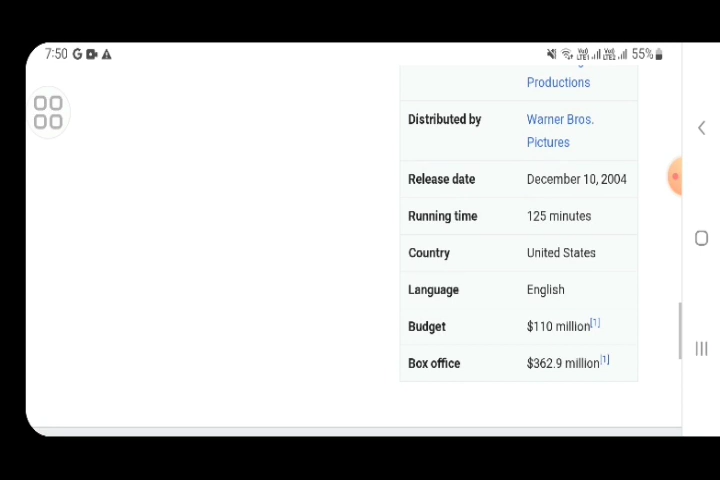 7:50 G 55%
Productions
Distributed by Warner Bros.
Pictures
Release date December 10, 2004
Running time 125 minutes
Country United States
Language English
Budget $110 million[1]
Box office $362.9 million[1]